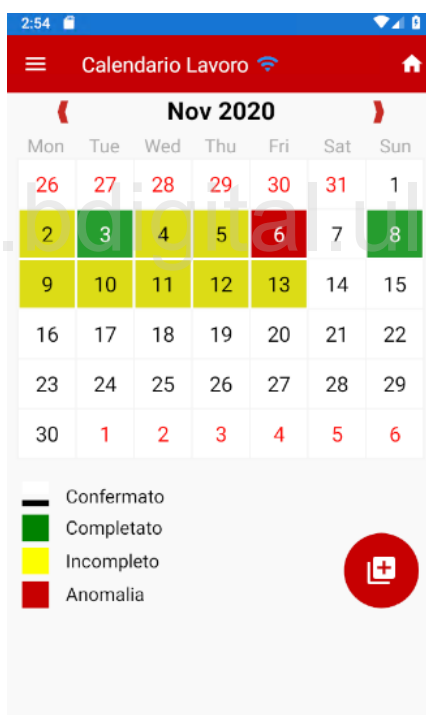 2:54
Calendario Lavoro
Nov 2020
Mon Tue Wed Thu Fri Sat Sun
26 27 28 29 30 31 1
2 3 4 5 6 7 8
9 10 11 12 13 14 15
16 17 18 19 20 21 22
23 24 25 26 27 28 29
30 1 2 3 4 5 6
.bdigital.ul
Confermato
Completato
Incompleto
Anomalia